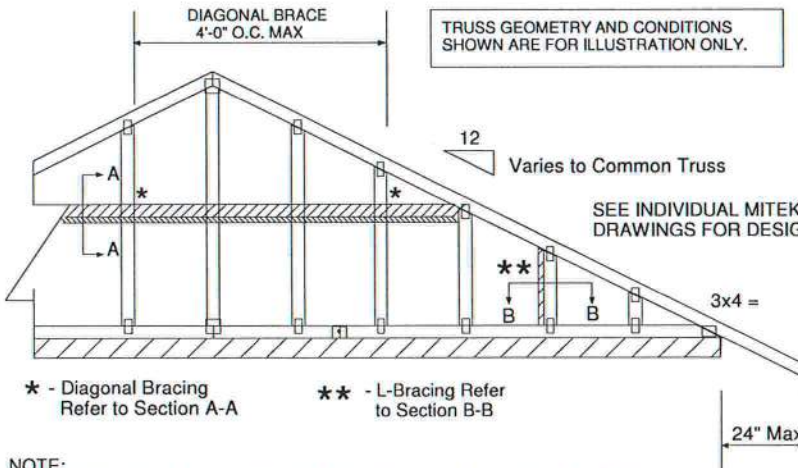 DIAGONAL BRACE
4'-0" O.C. MAX
TRUSS GEOMETRY AND CONDITIONS
SHOWN ARE FOR ILLUSTRATION ONLY.
12
Varies to Common Truss
A
*
*
SEE INDIVIDUAL MITEK
DRAWINGS FOR DESIG
A
**
B
B
3x4 =
* - Diagonal Bracing
Refer to Section A-A
** - L-Bracing Refer
to Section B-B
24" Max
NOTE: